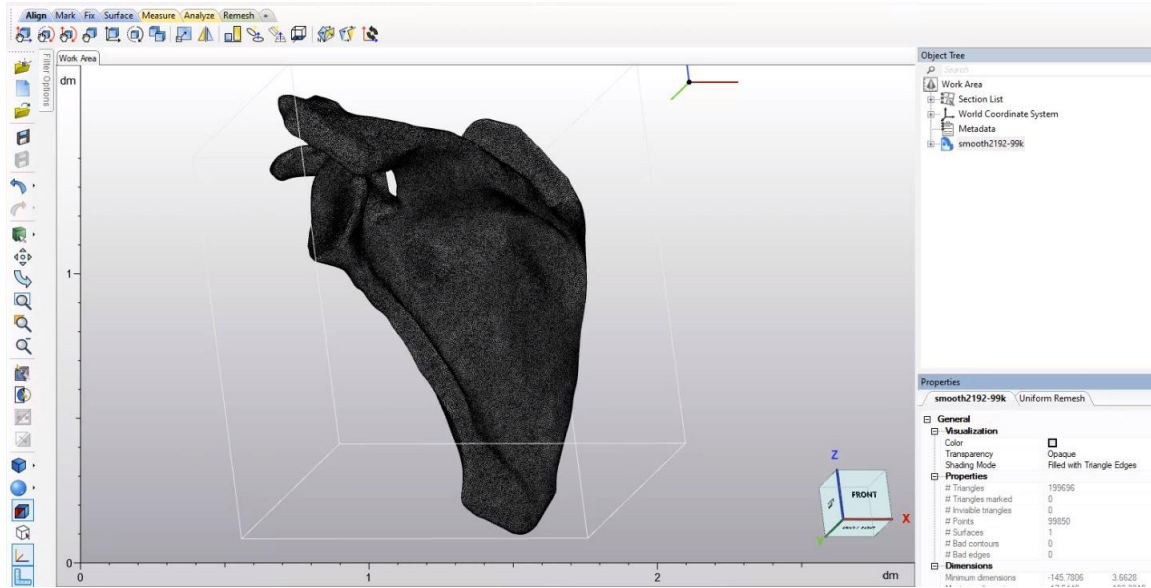 Align Mark Fix Surface Measure Analyze Remesh
Filter Options
Work Area
dm
1
0
0 1 2 dm
Z
FRONT
X
Y
Object Tree
Search
Work Area
Section List
World Coordinate System
Metadata
smooth2192-99k
Properties
smooth2192-99k Uniform Remesh
General
Visualization
Color
Transparency Opaque
Shading Mode Filled with Triangle Edges
Properties
# Triangles 199696
# Triangles marked 0
# Invisible triangles 0
# Points 99850
# Surfaces 1
# Bad contours 0
# Bad edges 0
Dimensions
Minimum dimensions -145.7806 3.6628